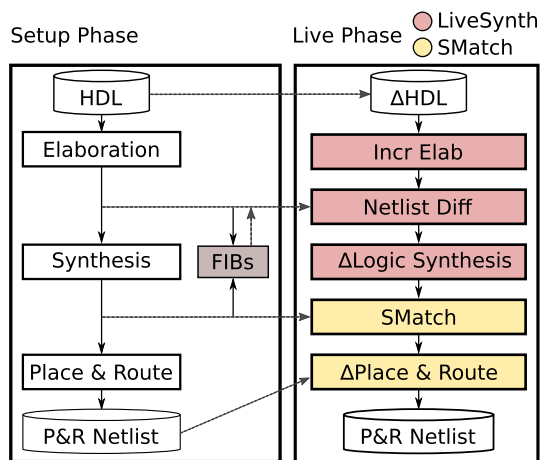 Setup Phase
Live Phase
LiveSynth
SMatch
HDL
Elaboration
Synthesis
FIBs
Place & Route
P&R Netlist
ΔHDL
Incr Elab
Netlist Diff
ΔLogic Synthesis
SMatch
ΔPlace & Route
P&R Netlist